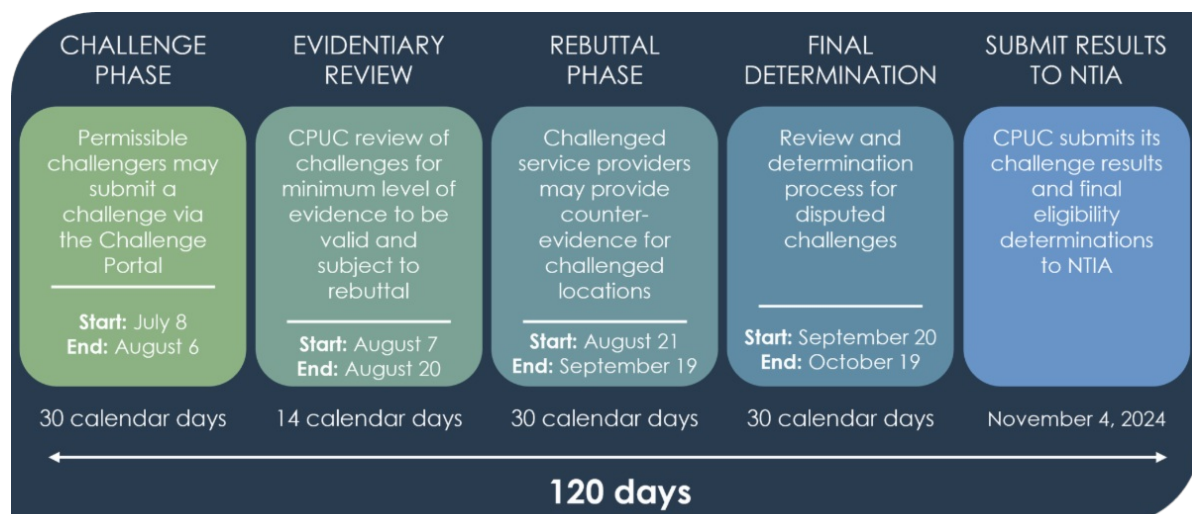 CHALLENGE
PHASE
Permissible
challengers may
submit a
challenge via
the Challenge
Portal
Start: July 8
End: August 6
30 calendar days
EVIDENTIARY
REVIEW
CPUC review of
challenges for
minimum level of
evidence to be
valid and
subject to
rebuttal
Start: August 7
End: August 20
14 calendar days
REBUTTAL
PHASE
Challenged
service providers
may provide
counter-
evidence for
challenged
locations
Start: August 21
End: September 19
30 calendar days
FINAL
DETERMINATION
Review and
determination
process for
disputed
challenges
Start: September 20
End: October 19
30 calendar days
SUBMIT RESULTS
TO NTIA
CPUC submits its
challenge results
and final
eligibility
determinations
to NTIA
November 4, 2024
120 days